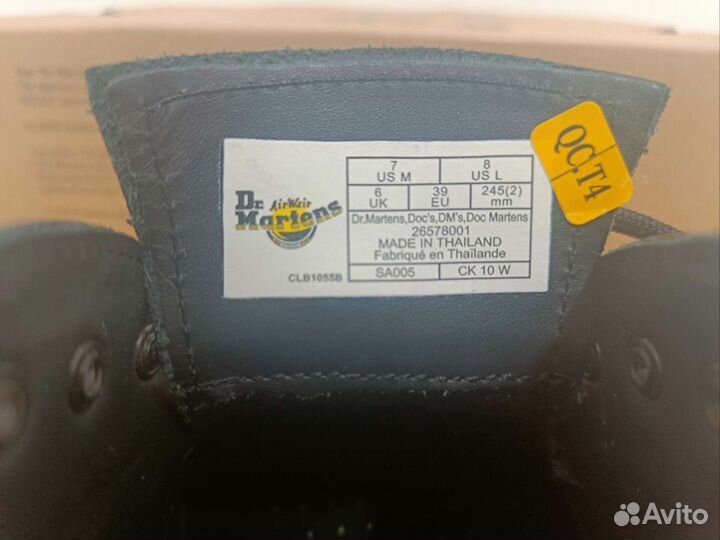 Dr.
AirWair
Martens
CLB1055B
7
US M
8
US L
6
UK
39
EU
245(2)
mm
Dr.Martens,Doc's,DM's,Doc Martens
26578001
MADE IN THAILAND
Fabriqué en Thaïlande
SA005
CK 10 W
QC.T4
Avito